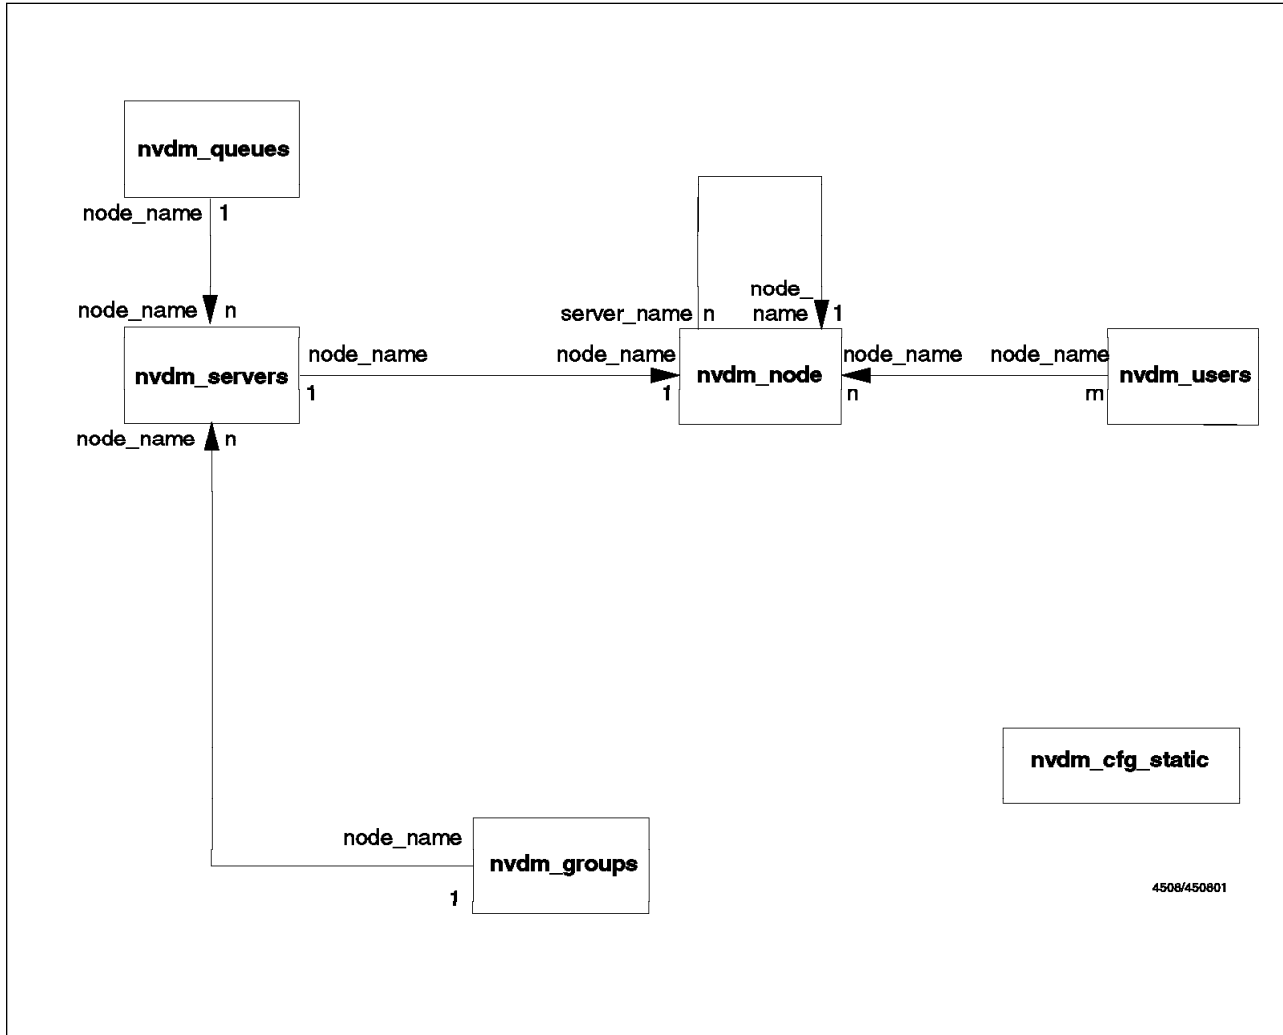 nvdm_queues
node_name 1
node_name n
nvdm_servers
node_name
1
node_name n
server_name n
node_
name 1
node_name
1
nvdm_node
node_name
n
node_name
m
nvdm_users
nvdm_cfg_static
node_name
1
nvdm_groups
4508/450801